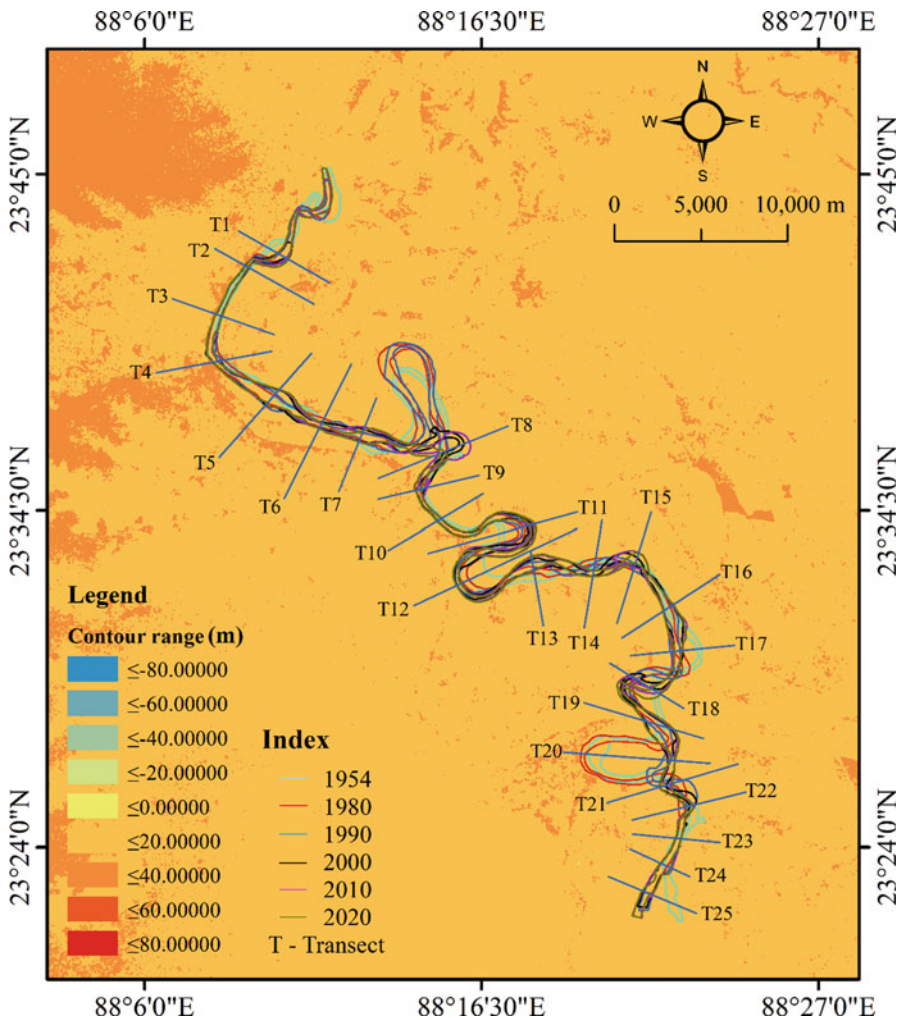 88°6'0"E 88°16'30"E 88°27'0"E
N
W E
S
0 5,000 10,000 m
23°45'0"N
23°45'0"N
T1
T2
T3
T4
T5
T6
T7
T8
T9
T10
T11
T12
T13
T14
T15
T16
T17
T18
T19
T20
T21
T22
T23
T24
T25
23°34'30"N
23°34'30"N
23°24'0"N
23°24'0"N
Legend
Contour range (m)
≤-80.00000
≤-60.00000
≤-40.00000
≤-20.00000
≤0.00000
≤20.00000
≤40.00000
≤60.00000
≤80.00000
Index
1954
1980
1990
2000
2010
2020
T - Transect
88°6'0"E 88°16'30"E 88°27'0"E